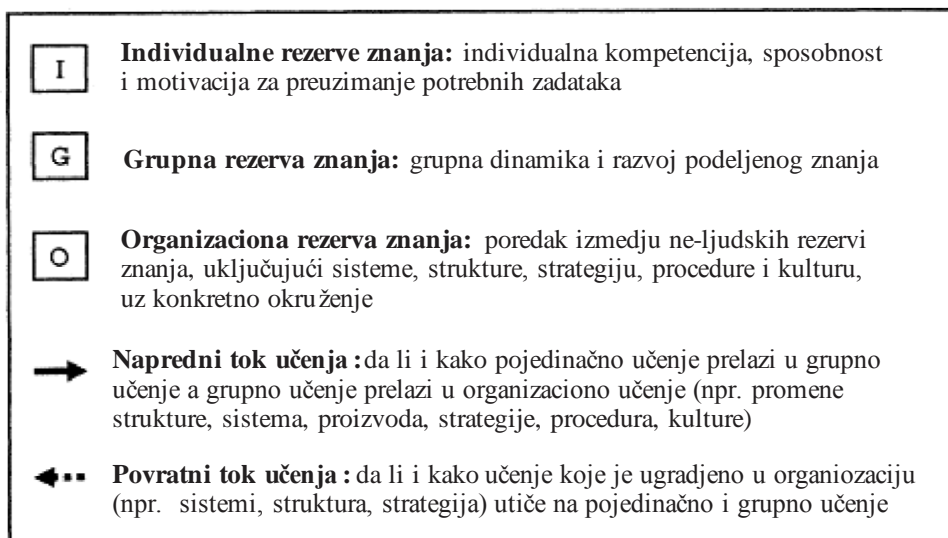 I
Individualne rezerve znanja: individualna kompetencija, sposobnost
i motivacija za preuzimanje potrebnih zadataka
G
Grupna rezerva znanja: grupna dinamika i razvoj podeljenog znanja
O
Organizaciona rezerva znanja: poredak izmedju ne-ljudskih rezervi
znanja, uključujući sisteme, strukture, strategiju, procedure i kulturu,
uz konkretno okruženje
Napredni tok učenja : da li i kako pojedinačno učenje prelazi u grupno
učenje a grupno učenje prelazi u organizaciono učenje (npr. promene
strukture, sistema, proizvoda, strategije, procedura, kulture)
Povratni tok učenja : da li i kako učenje koje je ugradjeno u organiozaciju
(npr. sistemi, struktura, strategija) utiče na pojedinačno i grupno učenje